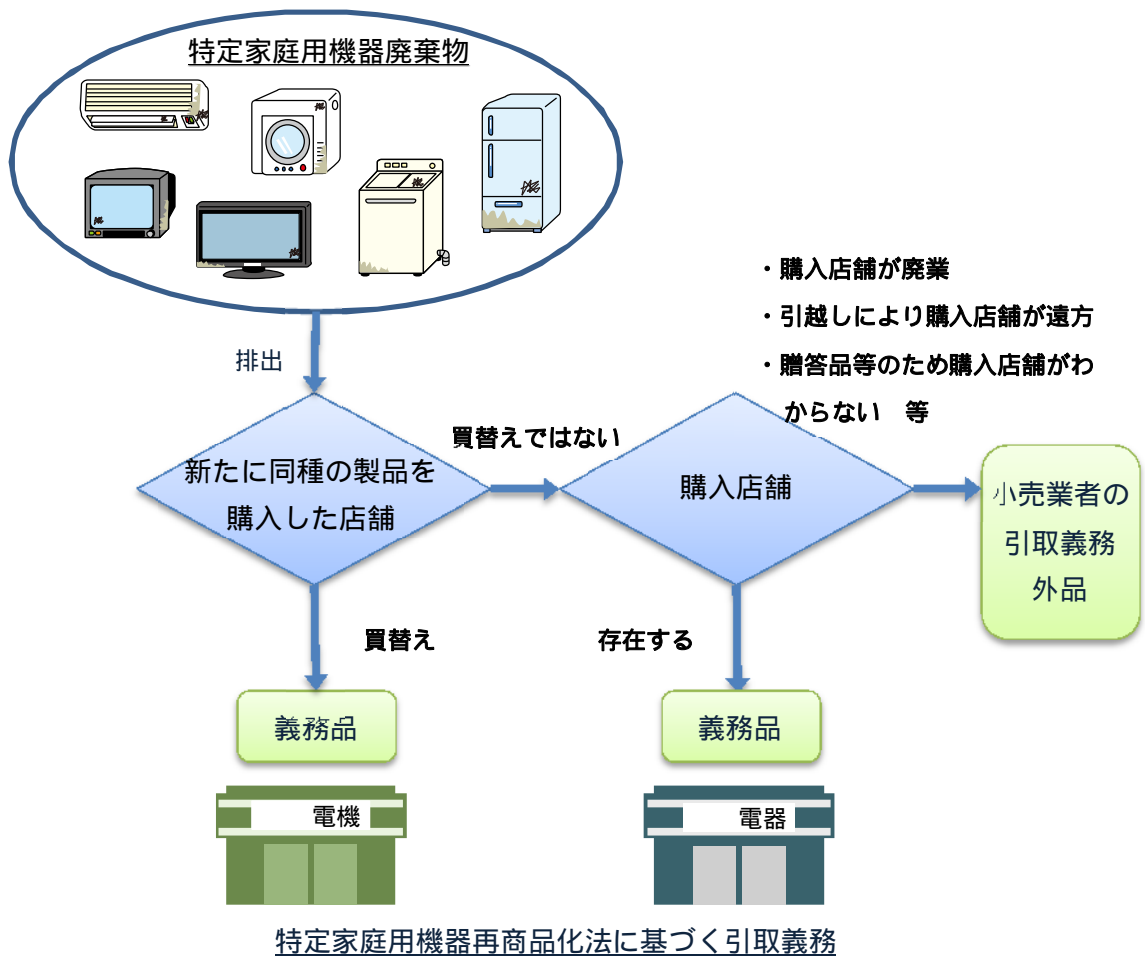 特定家庭用機器廃棄物
・購入店舗が廃業
・引越しにより購入店舗が遠方
・贈答品等のため購入店舗がわ
からない　等
排出
買替えではない
新たに同種の製品を
購入した店舗
購入店舗
小売業者の
引取義務
外品
買替え
存在する
義務品
義務品
電機
電器
特定家庭用機器再商品化法に基づく引取義務